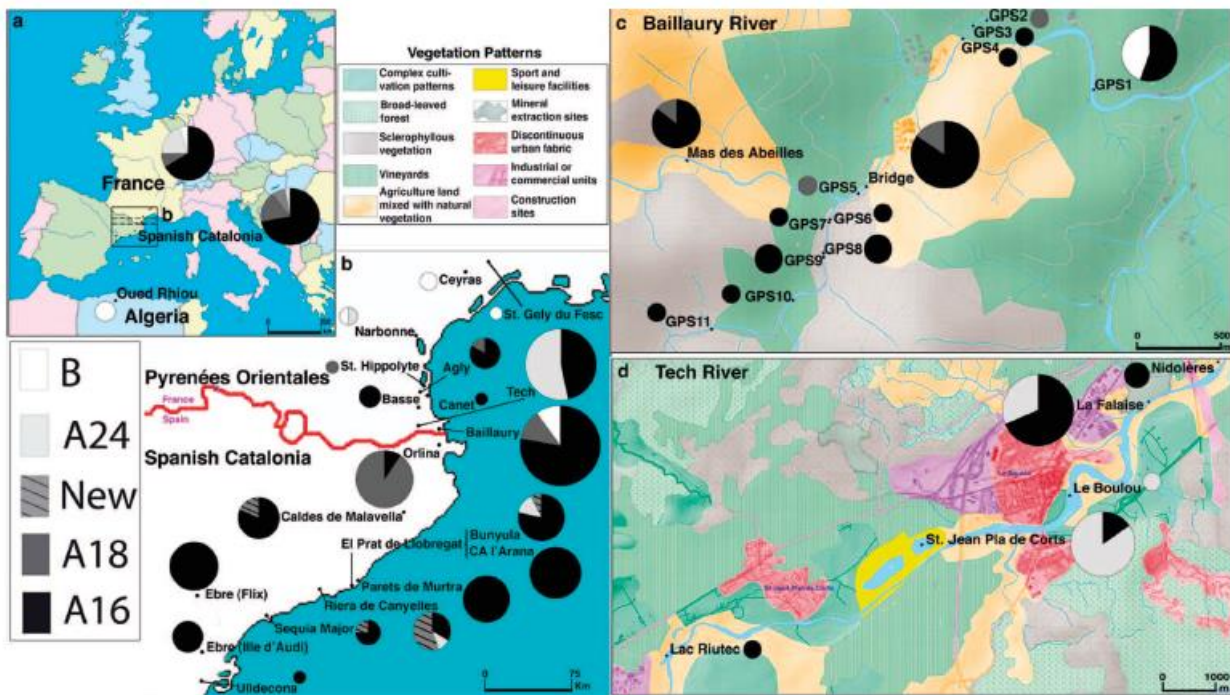 a
France
b
Spanish Catalonia
Oued Rhiou
Algeria
Vegetation Patterns
Complex culti-
vation patterns
Broad-leaved
forest
Sclerophyllous
vegetation
Vineyards
Agriculture land
mixed with natural
vegetation
Sport and
leisure facilities
Mineral
extraction sites
Discontinuous
urban fabric
Industrial or
commercial units
Construction
sites
B
A24
New
A18
A16
b
Ceyras
St. Gely du Fesc
Narbonne
St. Hippolyte
Agly
Pyrenées Orientales
France
Spain
Basse
Canet
Tech
Baillaury
Spanish Catalonia
Orlina
Caldes de Malavella
El Prat de Llobregat
Bunyula
CA l'Arana
Parets de Murtra
Ebre (Flix)
Riera de Canyelles
Sequia Major
Ebre (Ille d'Audi)
Ulldecona
0 75
Km
c Baillaury River
GPS2
GPS3
GPS4
GPS1
Mas des Abeilles
GPS5
Bridge
GPS7
GPS6
GPS9
GPS8
GPS10
GPS11
0 500
d Tech River
Nidolères
La Falaise
Le Boulou
St. Jean Pla de Corts
Lac Riutec
0 1000